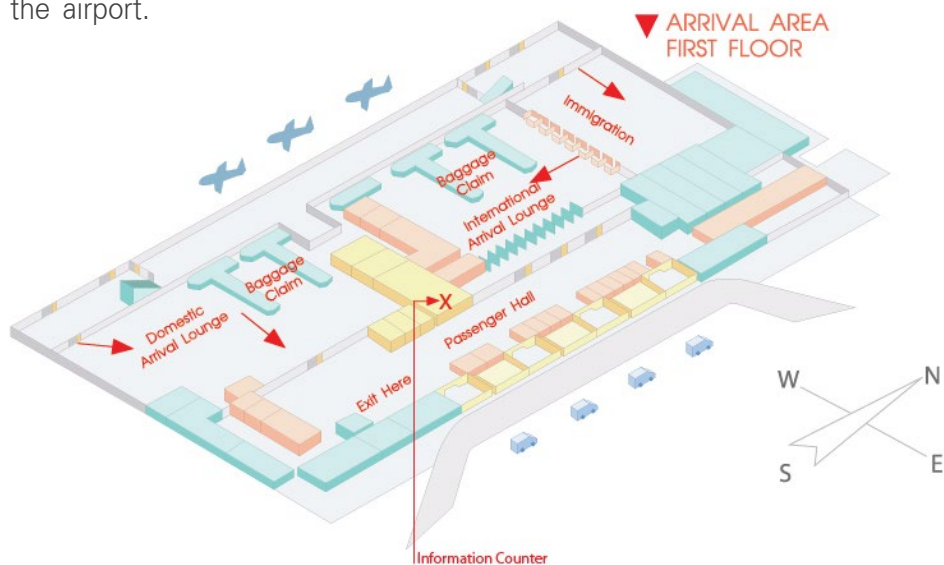 the airport.
ARRIVAL AREA
FIRST FLOOR
Immigration
Baggage
Claim
International
Arrival Lounge
Baggage
Claim
Domestic
Arrival Lounge
X
Passenger Hall
Exit Here
W
N
S
E
Information Counter